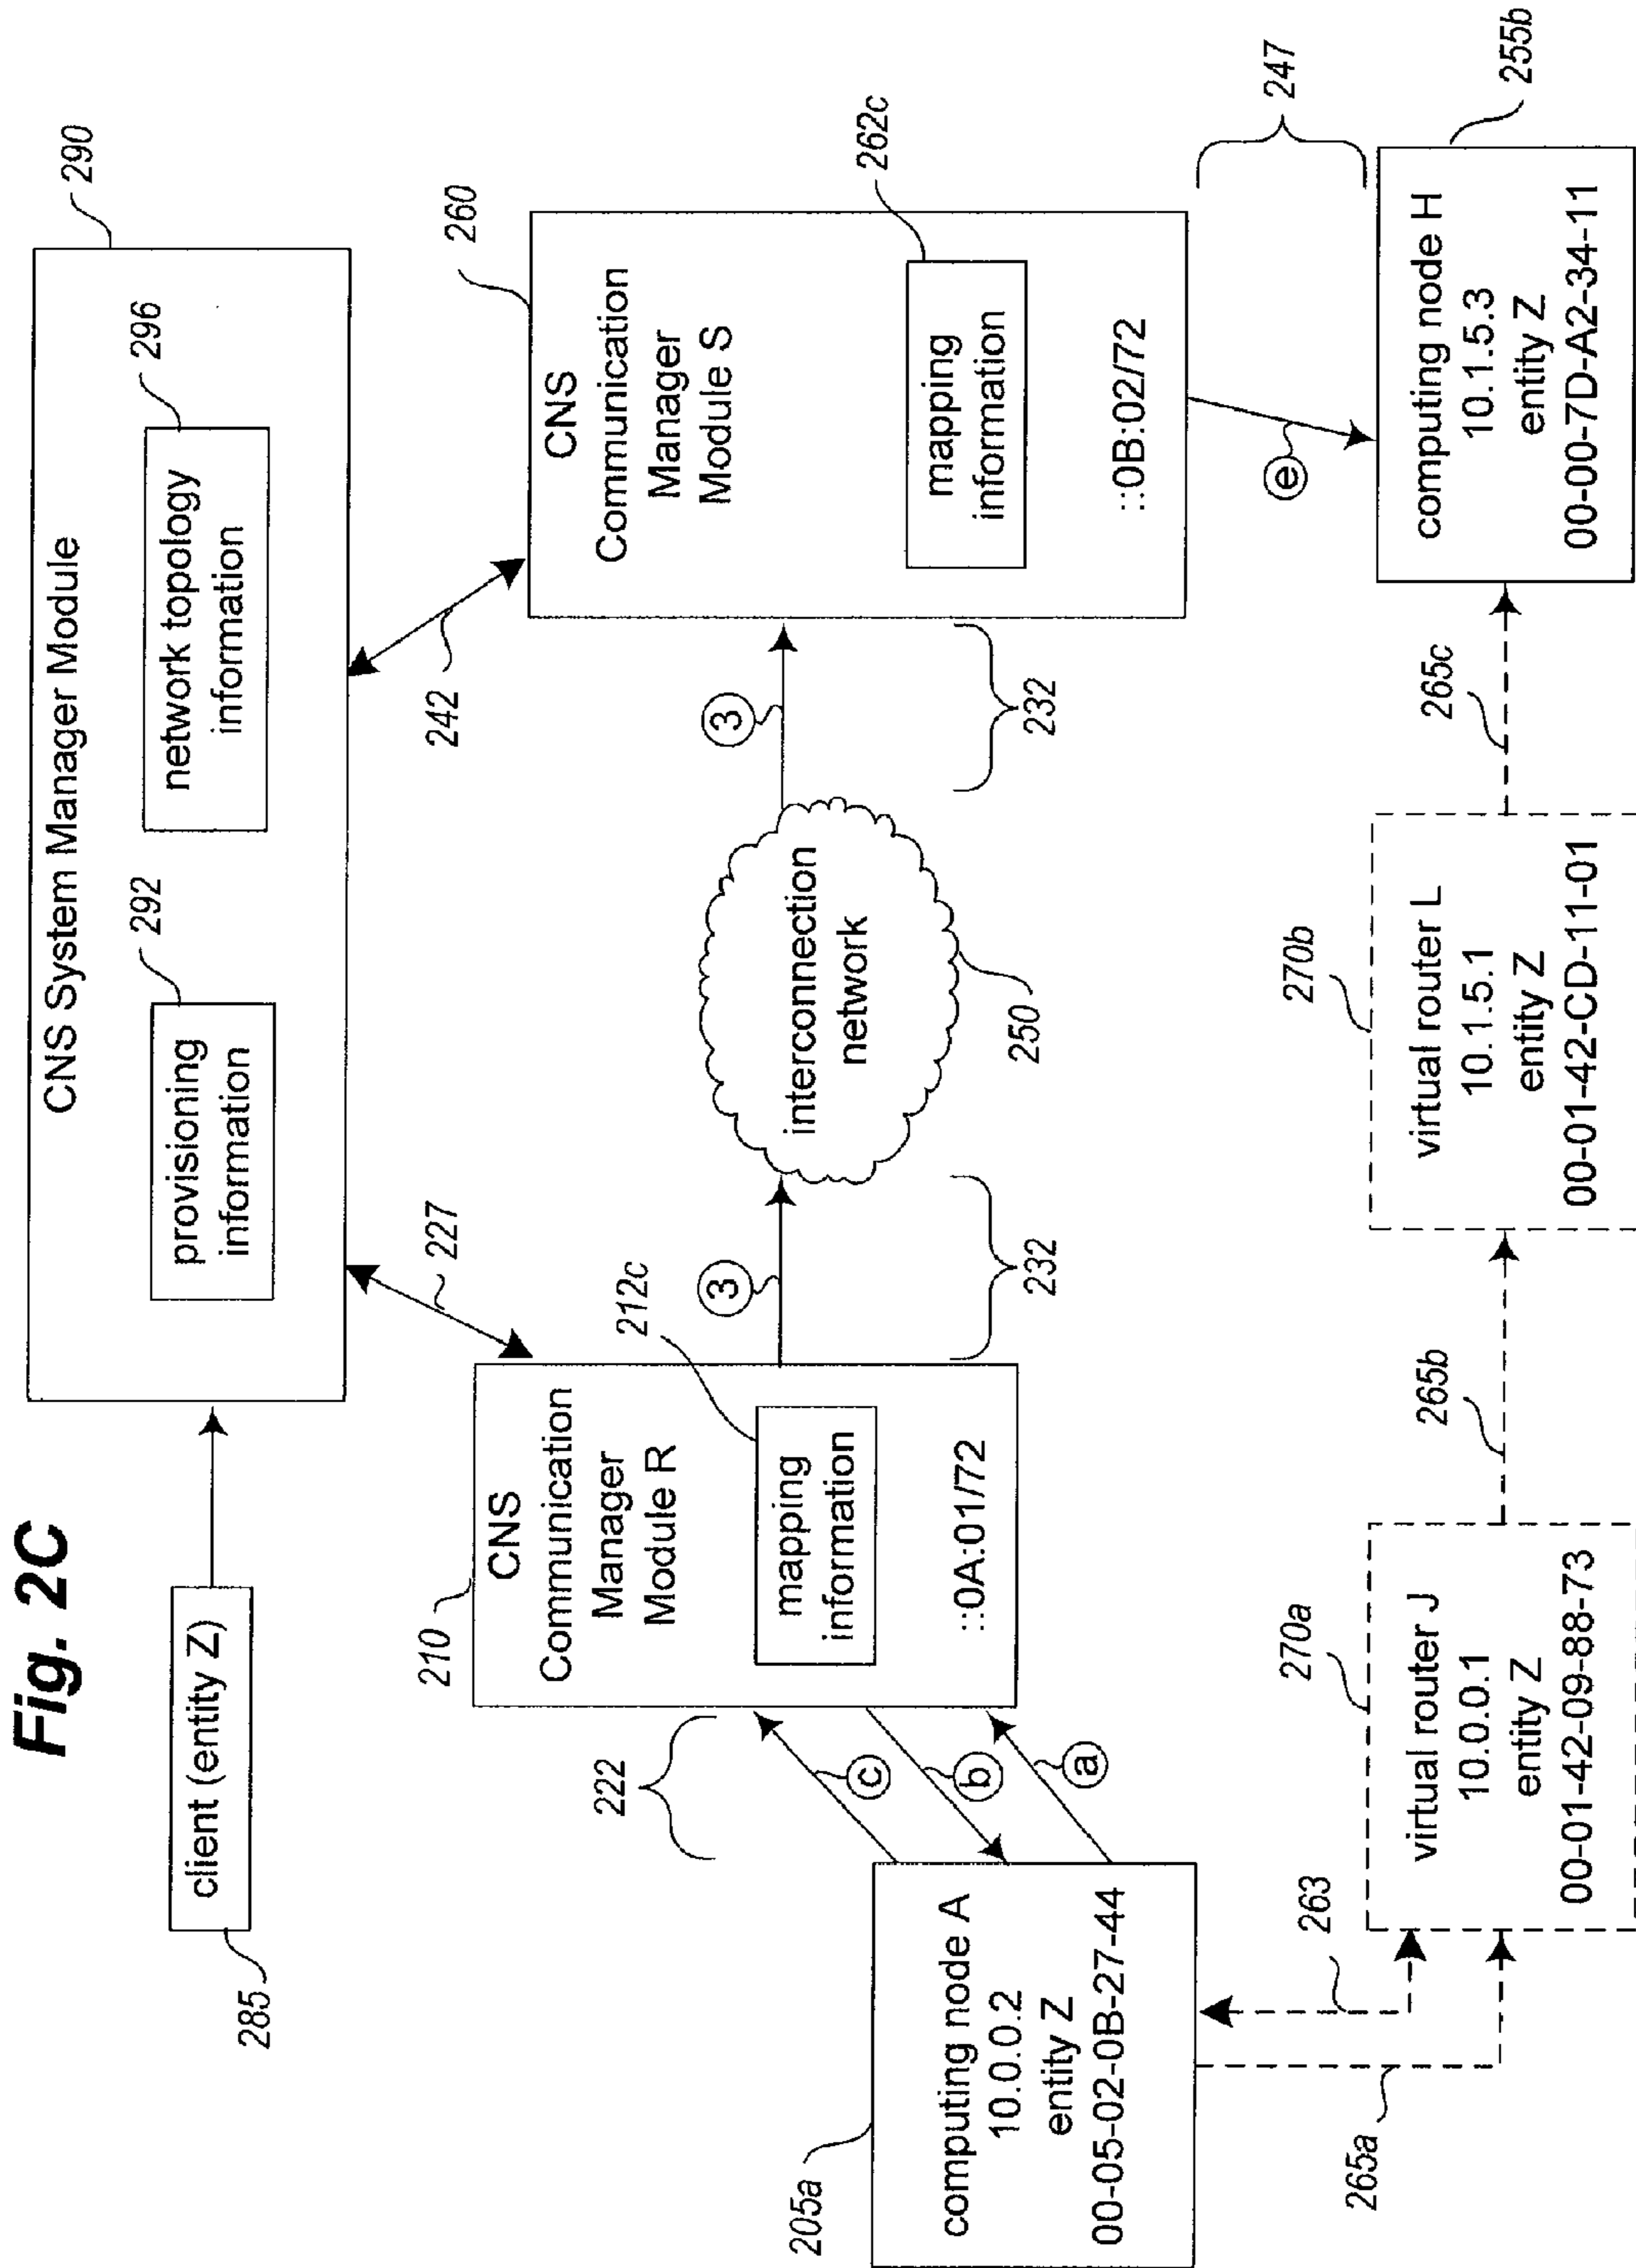 Fig. 2C
client (entity Z)
285
CNS System Manager Module
290
provisioning
information
292
network topology
information
296
227
242
210
CNS
Communication
Manager
Module R
mapping
information
212c
::0A:01/72
3
232
interconnection
network
250
3
232
CNS
Communication
Manager
Module S
260
mapping
information
262c
::0B:02/72
222
c
b
a
e
247
205a
computing node A
10.0.0.2
entity Z
00-05-02-0B-27-44
263
265a
270a
virtual router J
10.0.0.1
entity Z
00-01-42-09-88-73
265b
270b
virtual router L
10.1.5.1
entity Z
00-01-42-CD-11-01
265c
computing node H
10.1.5.3
entity Z
00-00-7D-A2-34-11
255b